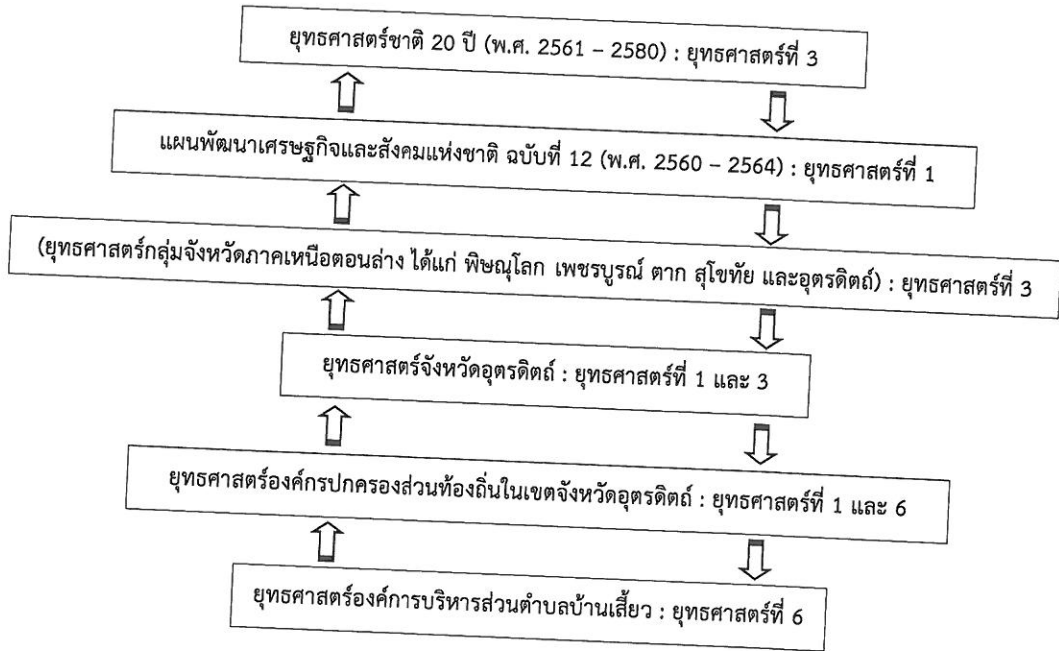 ยุทธศาสตร์ชาติ 20 ปี (พ.ศ. 2561 – 2580) : ยุทธศาสตร์ที่ 3
แผนพัฒนาเศรษฐกิจและสังคมแห่งชาติ ฉบับที่ 12 (พ.ศ. 2560 – 2564) : ยุทธศาสตร์ที่ 1
(ยุทธศาสตร์กลุ่มจังหวัดภาคเหนือตอนล่าง ได้แก่ พิษณุโลก เพชรบูรณ์ ตาก สุโขทัย และอุตรดิตถ์) : ยุทธศาสตร์ที่ 3
ยุทธศาสตร์จังหวัดอุตรดิตถ์ : ยุทธศาสตร์ที่ 1 และ 3
ยุทธศาสตร์องค์กรปกครองส่วนท้องถิ่นในเขตจังหวัดอุตรดิตถ์ : ยุทธศาสตร์ที่ 1 และ 6
ยุทธศาสตร์องค์การบริหารส่วนตำบลบ้านเสี้ยว : ยุทธศาสตร์ที่ 6